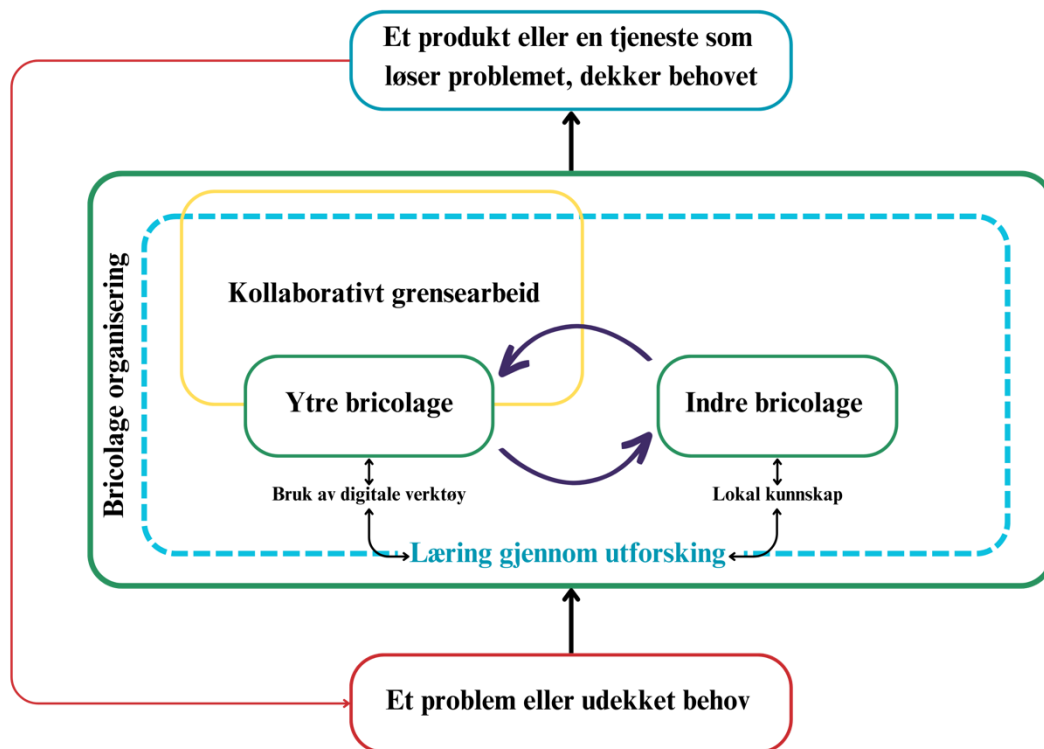 Et produkt eller en tjeneste som
løser problemet, dekker behovet
Bricolage organisering
Kollaborativt grensearbeid
Ytre bricolage
Indre bricolage
Bruk av digitale verktøy
Lokal kunnskap
Læring gjennom utforsking
Et problem eller udekket behov